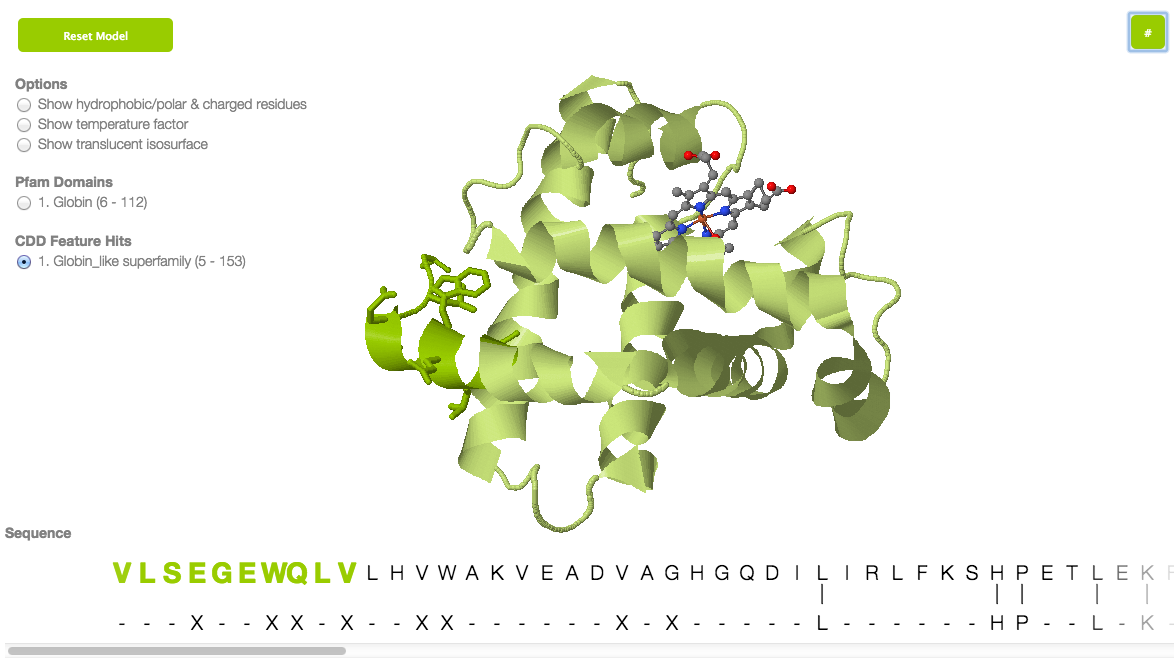 Reset Model
#
Options
Show hydrophobic/polar & charged residues
Show temperature factor
Show translucent isosurface
Pfam Domains
1. Globin (6 - 112)
CDD Feature Hits
1. Globin_like superfamily (5 - 153)
Sequence
V L S E G E W Q L V L H V W A K V E A D V A G H G Q D I L I R L F K S H P E T L E K
| | | | |
- - - X - - X X - X - - X X - - - - - - X - X - - - - - L - - - - - - H P - - L - K